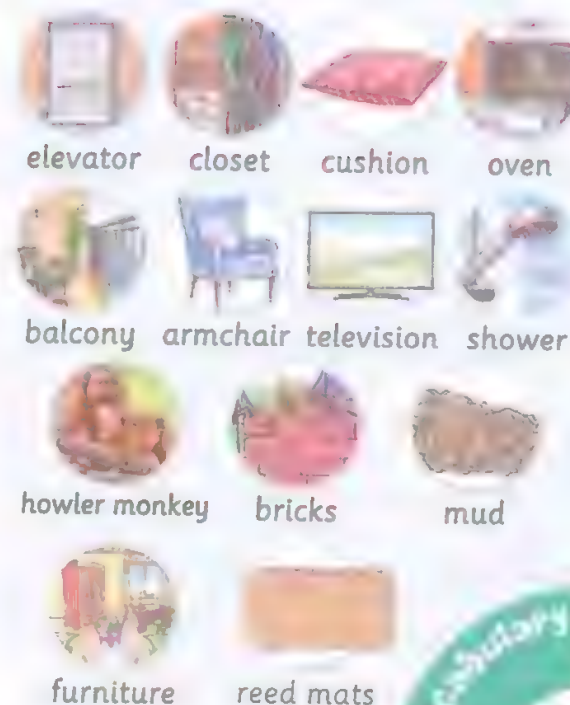 elevator closet cushion oven
balcony armchair television shower
howler monkey bricks mud
furniture reed mats